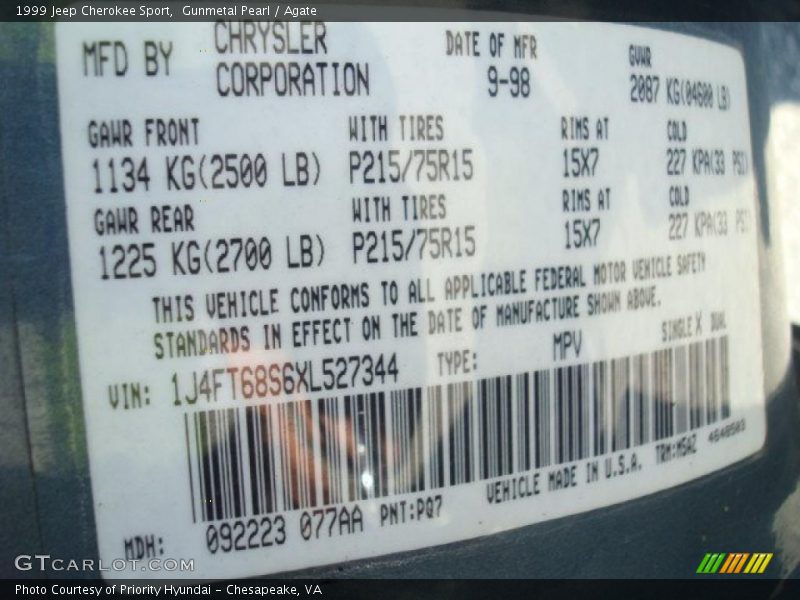 1999 Jeep Cherokee Sport, Gunmetal Pearl / Agate
MFD BY CHRYSLER CORPORATION DATE OF MFR 9-98 GVWR 2087 KG(04600 LB)
GAWR FRONT WITH TIRES RIMS AT COLD
1134 KG(2500 LB) P215/75R15 15X7 227 KPA(33 PSI)
GAWR REAR WITH TIRES RIMS AT COLD
1225 KG(2700 LB) P215/75R15 15X7 227 KPA(33 PSI)
THIS VEHICLE CONFORMS TO ALL APPLICABLE FEDERAL MOTOR VEHICLE SAFETY
STANDARDS IN EFFECT ON THE DATE OF MANUFACTURE SHOWN ABOVE.
VIN: 1J4FT68S6XL527344 TYPE: MPV SINGLE X DUAL
MDH: 092223 077AA PNT:PQ7 VEHICLE MADE IN U.S.A. TRM:M5AZ
GTCARLOT.COM
Photo Courtesy of Priority Hyundai – Chesapeake, VA